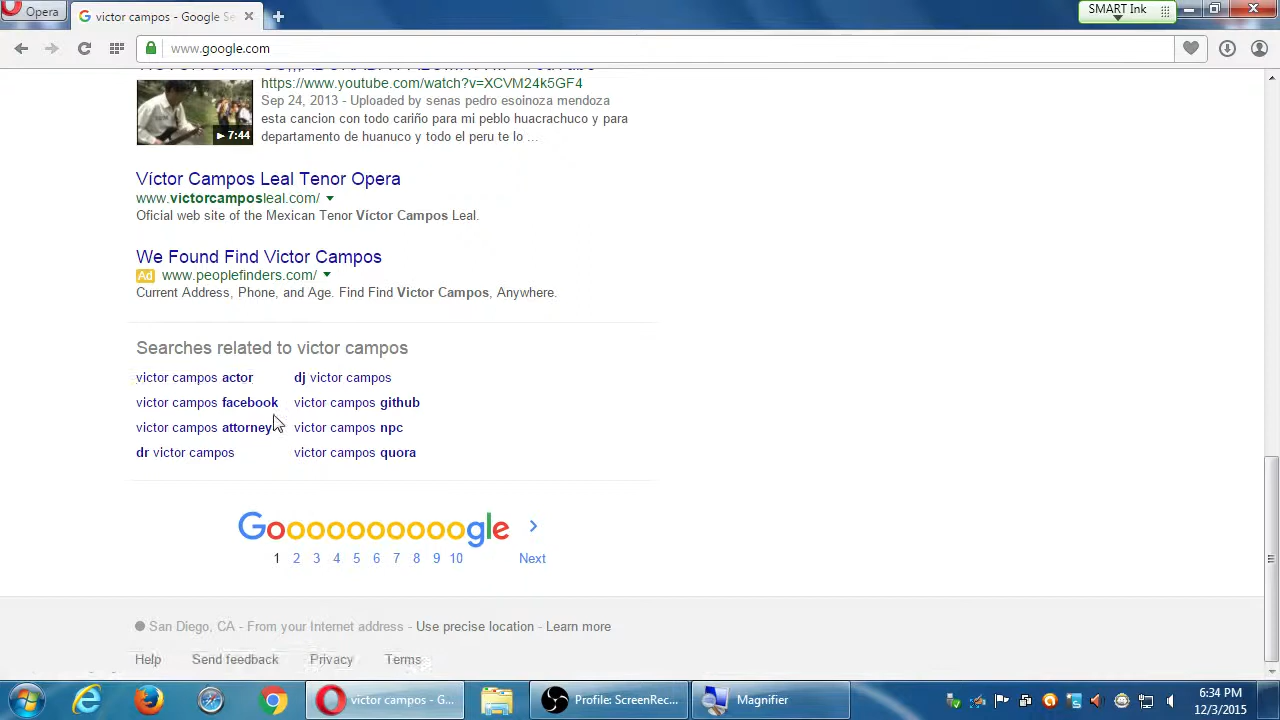 Opera
victor campos - Google Se
SMART Ink
www.google.com
https://www.youtube.com/watch?v=XCVM24k5GF4
Sep 24, 2013 - Uploaded by senas pedro esoinoza mendoza
esta cancion con todo cariño para mi peblo huacrachuco y para
departamento de huanuco y todo el peru te lo ...
7:44
Víctor Campos Leal Tenor Opera
www.victorcamposleal.com/
Oficial web site of the Mexican Tenor Víctor Campos Leal.
We Found Find Victor Campos
Ad www.peoplefinders.com/
Current Address, Phone, and Age. Find Find Victor Campos, Anywhere.
Searches related to victor campos
victor campos actor dj victor campos
victor campos facebook victor campos github
victor campos attorney victor campos npc
dr victor campos victor campos quora
Goooooooooogle
1 2 3 4 5 6 7 8 9 10 Next
San Diego, CA - From your Internet address - Use precise location - Learn more
Help Send feedback Privacy Terms
victor campos - G...
Profile: ScreenRec...
Magnifier
6:34 PM
12/3/2015